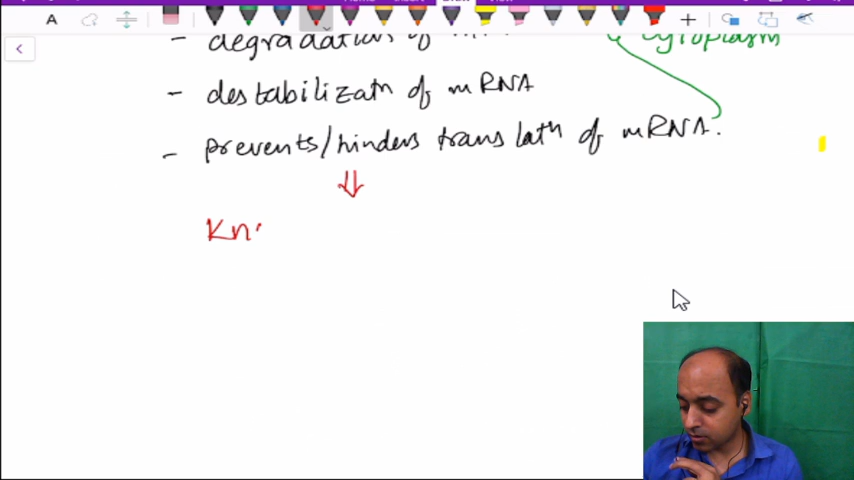 A
- degradation of
cytoplasm
- destabilizatn of mRNA
- prevents/hinders translatn of mRNA.
Kn